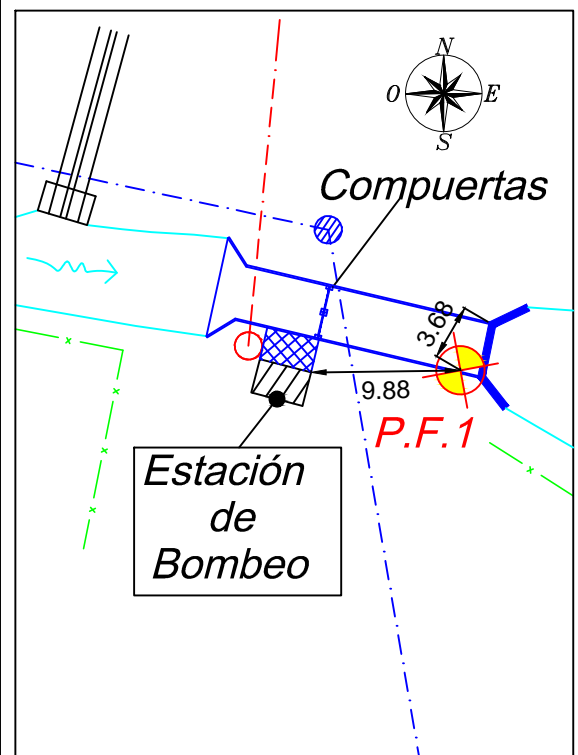 N
O E
S
Compuertas
3.68
9.88
P.F.1
Estación
de
Bombeo